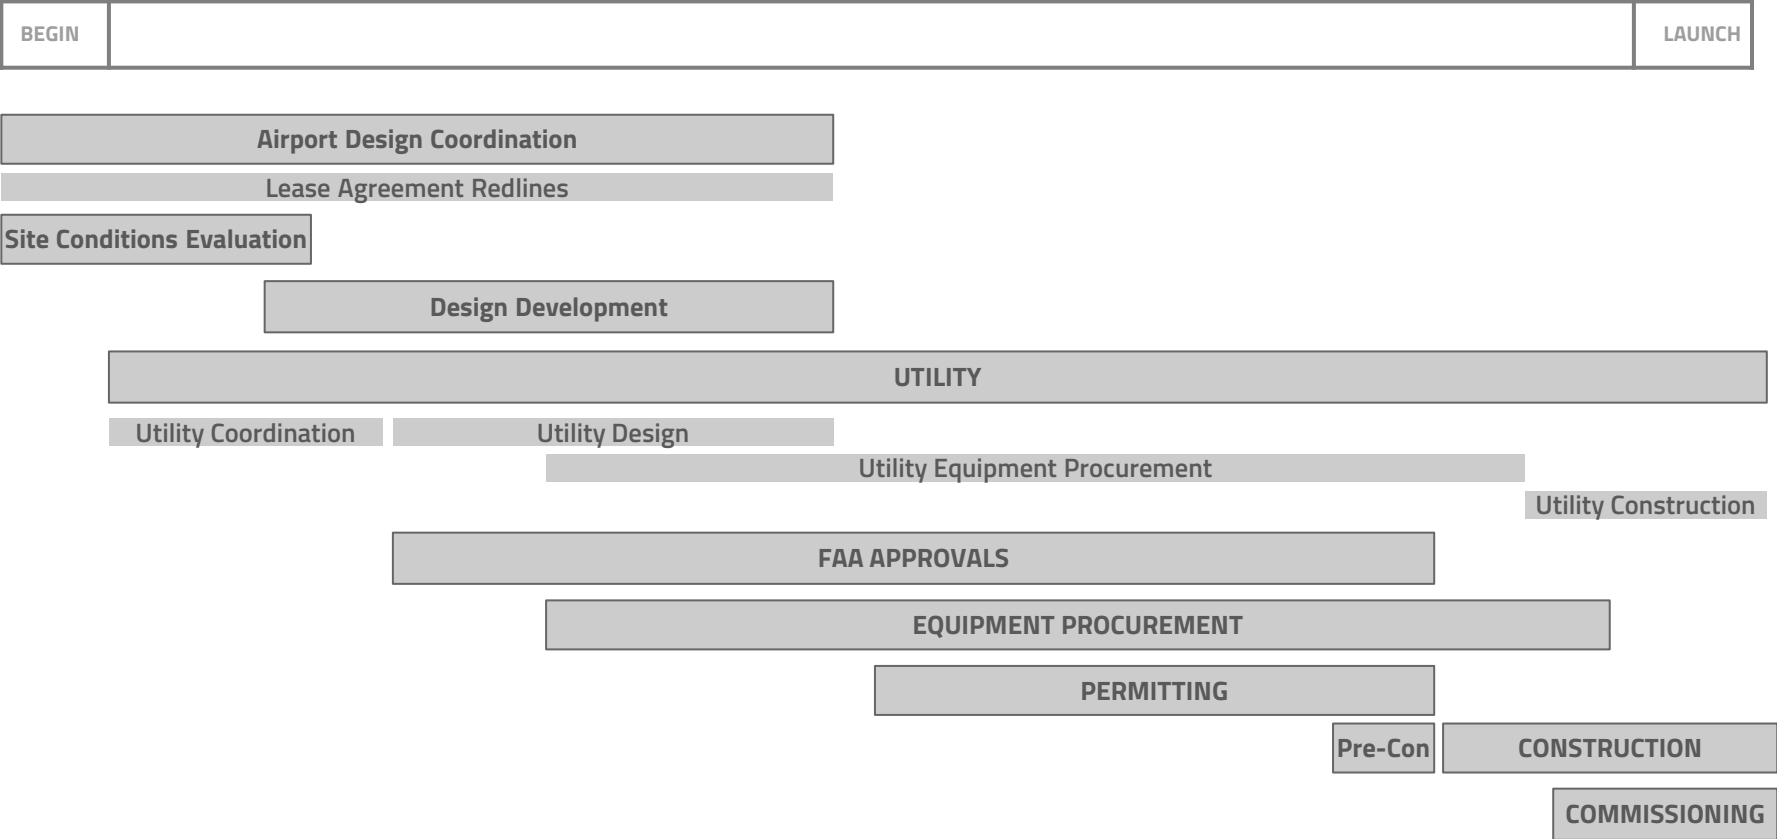 BEGIN
LAUNCH
Airport Design Coordination
Lease Agreement Redlines
Site Conditions Evaluation
Design Development
UTILITY
Utility Coordination
Utility Design
Utility Equipment Procurement
Utility Construction
FAA APPROVALS
EQUIPMENT PROCUREMENT
PERMITTING
Pre-Con
CONSTRUCTION
COMMISSIONING